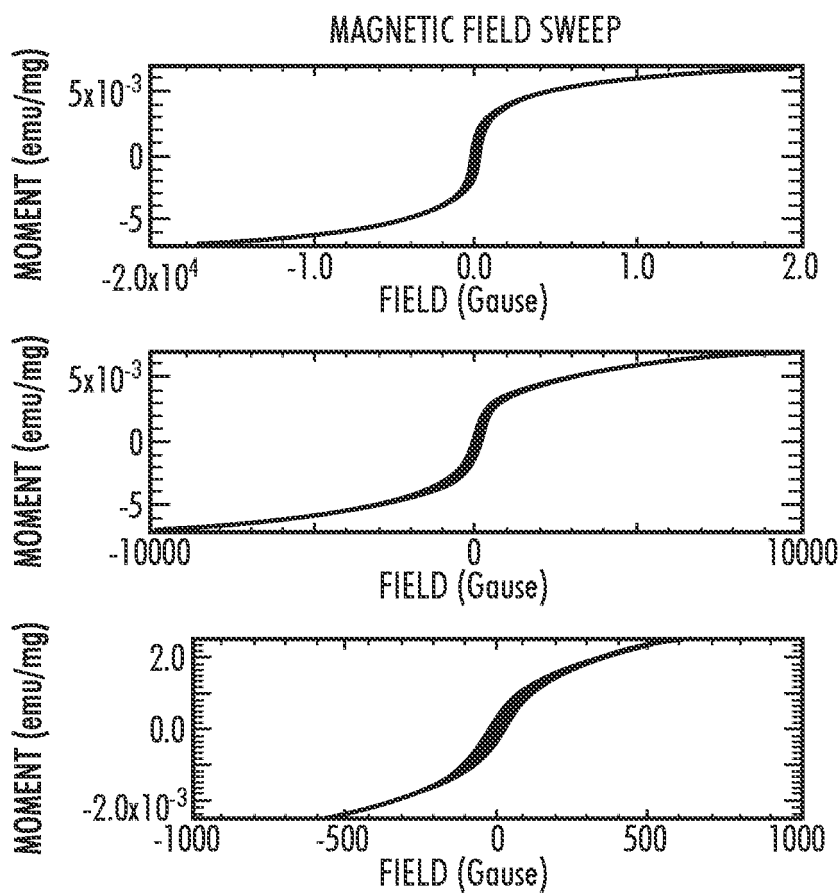 MAGNETIC FIELD SWEEP
MOMENT (emu/mg)
5x10-3
0
-5
-2.0x10⁴
-1.0
0.0
1.0
2.0
FIELD (Gause)
MOMENT (emu/mg)
5x10-3
0
-5
-10000
0
10000
FIELD (Gause)
MOMENT (emu/mg)
2.0
0.0
-2.0x10-3
-1000
-500
0
500
1000
FIELD (Gause)